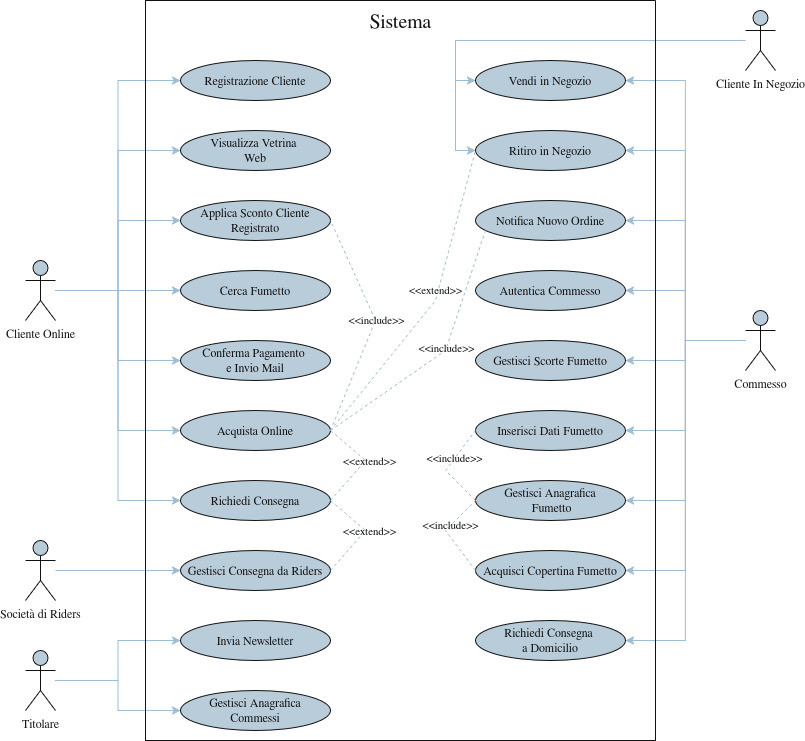 Sistema
Cliente In Negozio
Registrazione Cliente
Vendi in Negozio
Visualizza Vetrina
Web
Ritiro in Negozio
Applica Sconto Cliente
Registrato
Notifica Nuovo Ordine
Cliente Online
Cerca Fumetto
<<extend>>
Autentica Commesso
<<include>>
<<include>>
Conferma Pagamento
e Invio Mail
Gestisci Scorte Fumetto
Commesso
Acquista Online
Inserisci Dati Fumetto
<<extend>>
<<include>>
Richiedi Consegna
Gestisci Anagrafica
Fumetto
<<extend>>
<<include>>
Società di Riders
Gestisci Consegna da Riders
Acquisci Copertina Fumetto
Invia Newsletter
Richiedi Consegna
a Domicilio
Titolare
Gestisci Anagrafica
Commessi